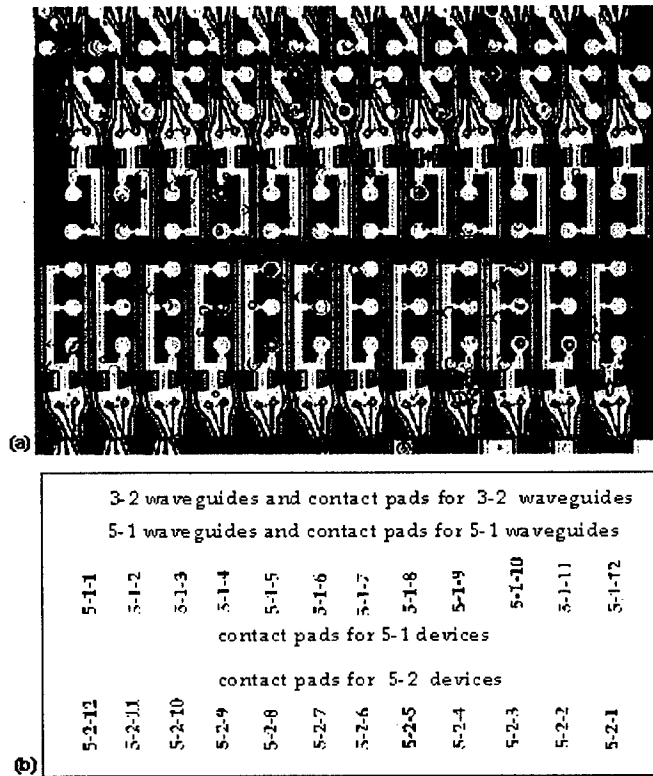 (a)
3-2 waveguides and contact pads for 3-2 waveguides
5-1 waveguides and contact pads for 5-1 waveguides
5-1-1 5-1-2 5-1-3 5-1-4 5-1-5 5-1-6 5-1-7 5-1-8 5-1-9 5-1-10 5-1-11 5-1-12
contact pads for 5-1 devices
contact pads for 5-2 devices
5-2-12 5-2-11 5-2-10 5-2-9 5-2-8 5-2-7 5-2-6 5-2-5 5-2-4 5-2-3 5-2-2 5-2-1
(b)